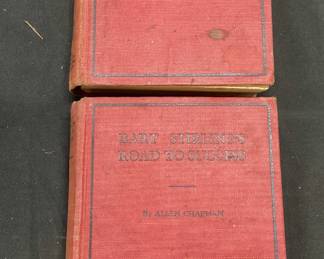 BART STIRLING'S
ROAD TO SUCCESS
By ALLEN CHAPMAN